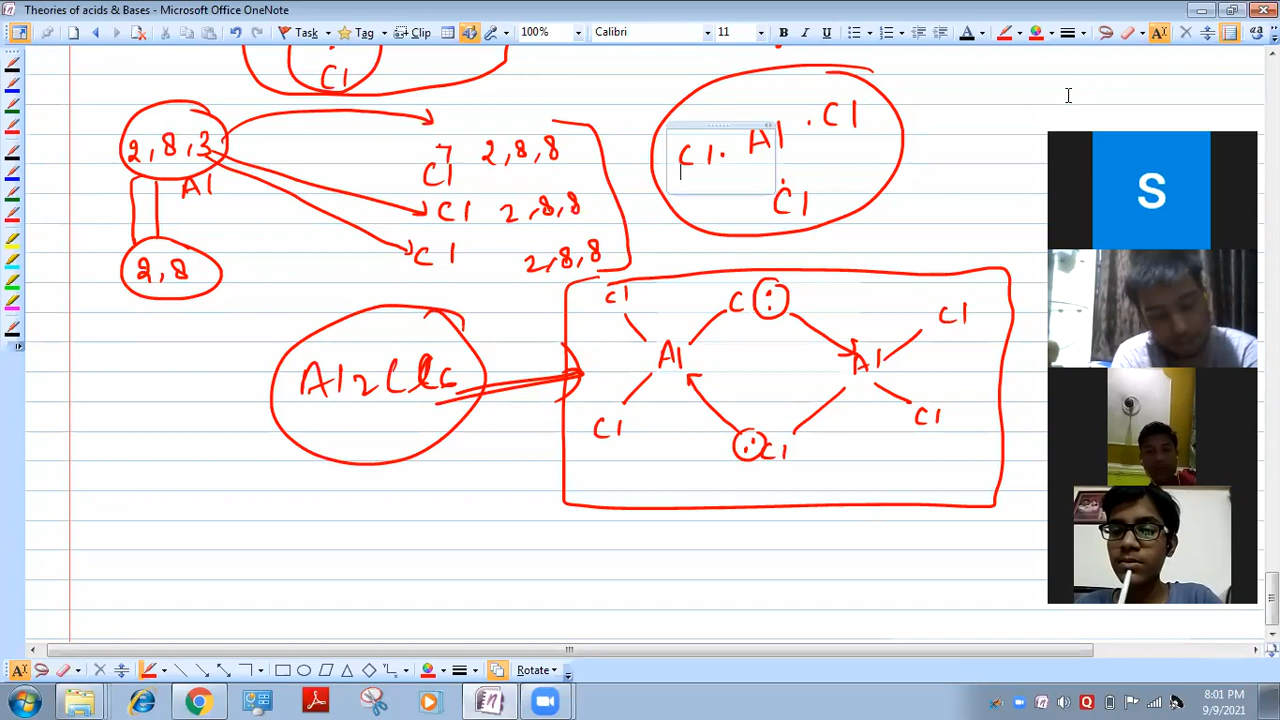 Theories of acids & Bases - Microsoft Office OneNote
Task
Tag
Clip
100%
Calibri
11
B I U
A
Cl
2,8,3
Al
7
Cl
2,8,8
Cl
2,8,8
Cl
2,8,8
2,8
Cl. Al .Cl
Cl
Al2Cl6
Cl
C :
Cl
Al
Al
Cl
: Cl
Cl
S
Rotate
8:01 PM
9/9/2021